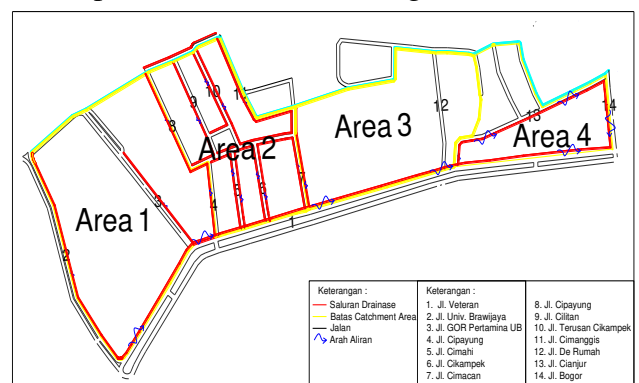 11
10
9
8
12
14
Area 3
13
Area 4
Area 2
5
6
7
3
4
Area 1
1
2
Keterangan :
Saluran Drainase
Batas Catchment Area
Jalan
Arah Aliran
Keterangan :
1. Jl. Veteran
2. Jl. Univ. Brawijaya
3. Jl. GOR Pertamina UB
4. Jl. Cipayung
5. Jl. Cimahi
6. Jl. Cikampek
7. Jl. Cimacan
8. Jl. Cipayung
9. Jl. Cilitan
10. Jl. Terusan Cikampek
11. Jl. Cimanggis
12. Jl. De Rumah
13. Jl. Cianjur
14. Jl. Bogor